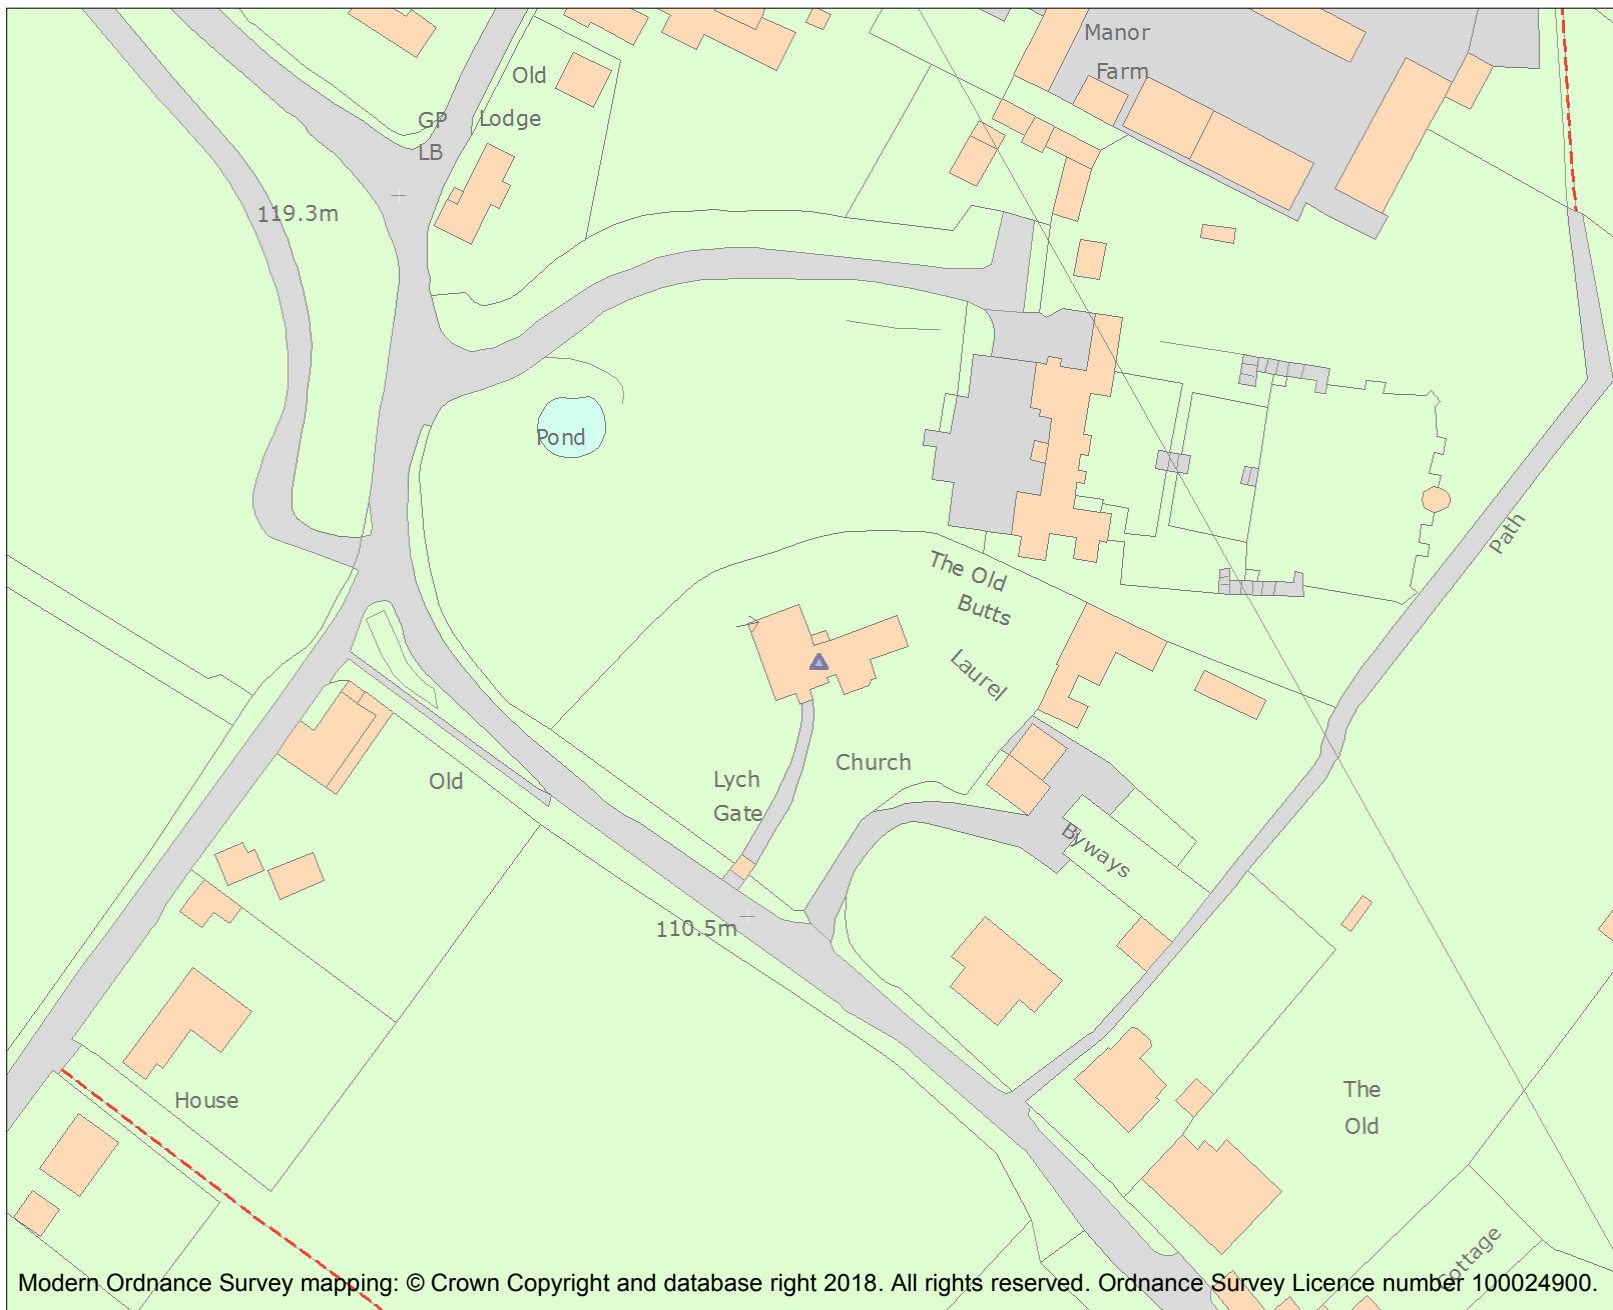 Manor
Farm
Old
Lodge
GP
LB
119.3m
Pond
Path
The Old
Butts
Laurel
Church
Lych
Gate
Old
Byways
110.5m
House
The
Old
Cottage
Modern Ordnance Survey mapping: © Crown Copyright and database right 2018. All rights reserved. Ordnance Survey Licence number 100024900.